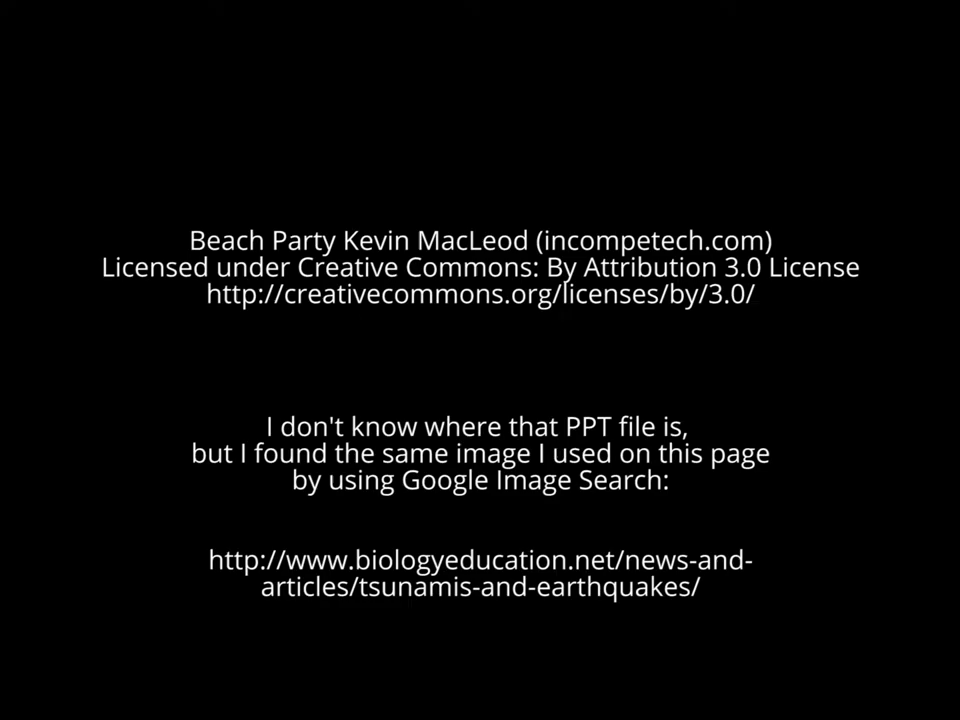 Beach Party Kevin MacLeod (incompetech.com)
Licensed under Creative Commons: By Attribution 3.0 License
http://creativecommons.org/licenses/by/3.0/
I don't know where that PPT file is,
but I found the same image I used on this page
by using Google Image Search:
http://www.biologyeducation.net/news-and-
articles/tsunamis-and-earthquakes/